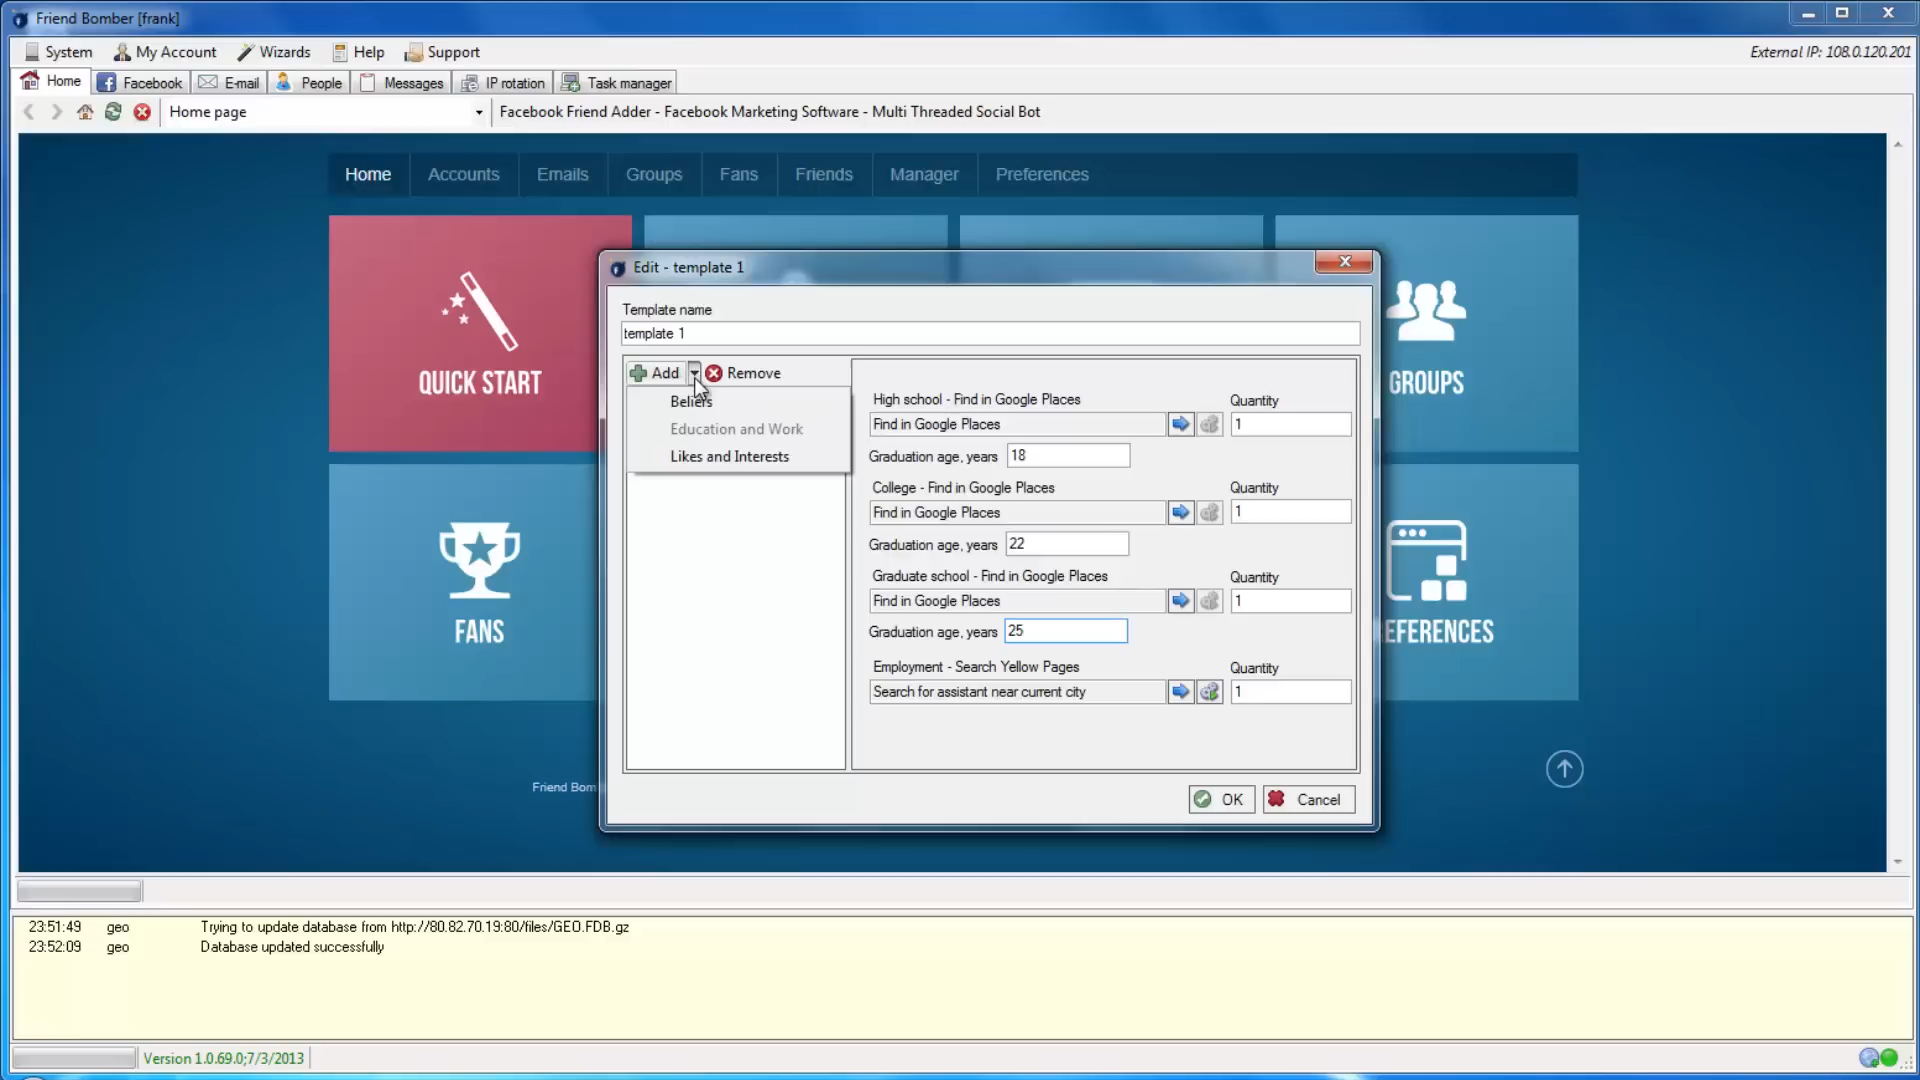 Friend Bomber [frank]
System My Account Wizards Help Support External IP: 108.0.120.201
Home Facebook E-mail People Messages IP rotation Task manager
Home page Facebook Friend Adder - Facebook Marketing Software - Multi Threaded Social Bot
Home Accounts Emails Groups Fans Friends Manager Preferences
QUICK START
GROUPS
FANS
EFERENCES
Friend Bom
Edit - template 1
Template name
template 1
Add Remove
Beliefs
Education and Work
Likes and Interests
High school - Find in Google Places Quantity
Find in Google Places 1
Graduation age, years 18
College - Find in Google Places Quantity
Find in Google Places 1
Graduation age, years 22
Graduate school - Find in Google Places Quantity
Find in Google Places 1
Graduation age, years 25
Employment - Search Yellow Pages Quantity
Search for assistant near current city 1
OK Cancel
23:51:49 geo Trying to update database from http://80.82.70.19:80/files/GEO.FDB.gz
23:52:09 geo Database updated successfully
Version 1.0.69.0;7/3/2013